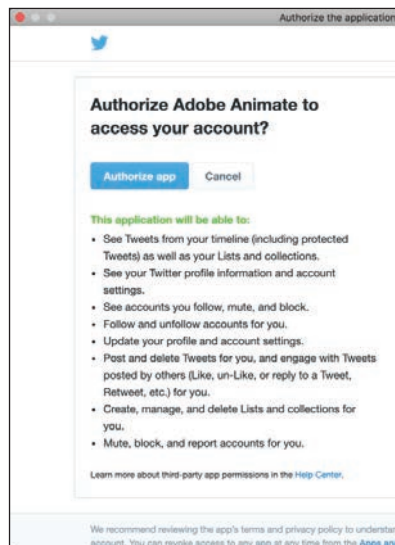 Authorize the application
Authorize Adobe Animate to
access your account?
Authorize app Cancel
This application will be able to:
• See Tweets from your timeline (including protected
Tweets) as well as your Lists and collections.
• See your Twitter profile information and account
settings.
• See accounts you follow, mute, and block.
• Follow and unfollow accounts for you.
• Update your profile and account settings.
• Post and delete Tweets for you, and engage with Tweets
posted by others (Like, un-Like, or reply to a Tweet,
Retweet, etc.) for you.
• Create, manage, and delete Lists and collections for
you.
• Mute, block, and report accounts for you.
Learn more about third-party app permissions in the Help Center.
We recommend reviewing the app's terms and privacy policy to understan
account. You can revoke access to any app at any time from the Apps an